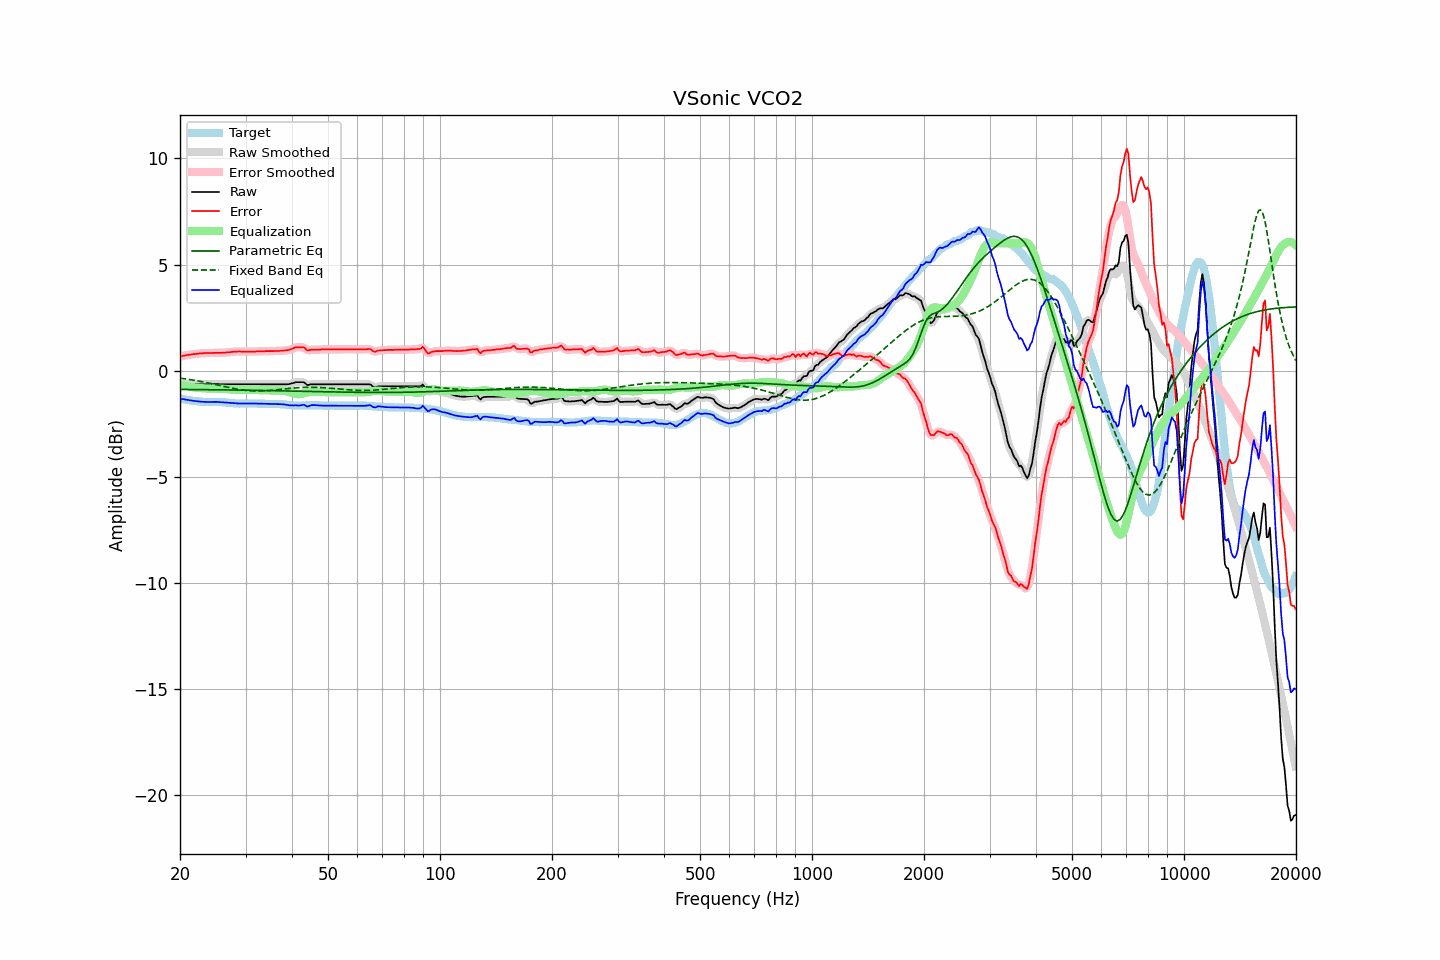 VSonic VCO2
Target
Raw Smoothed
Error Smoothed
Raw
Error
Equalization
Parametric Eq
Fixed Band Eq
Equalized
10
5
0
−5
−10
−15
−20
Amplitude (dBr)
20 50 100 200 500 1000 2000 5000 10000 20000
Frequency (Hz)